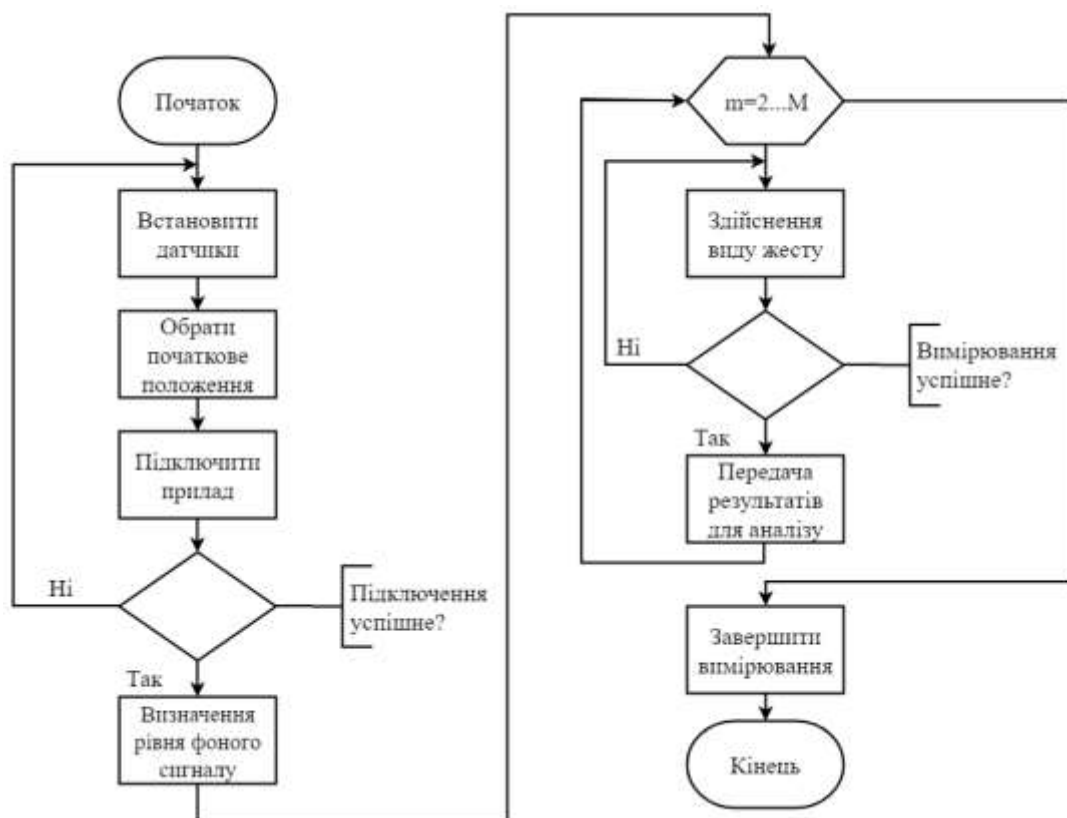 Початок
Встановити
датчики
Обрати
початкове
положення
Підключити
прилад
Ні
Підключення
успішне?
Так
Визначення
рівня фоного
сигналу
m=2...M
Здійснення
виду жесту
Ні
Вимірювання
успішне?
Так
Передача
результатів
для аналізу
Завершити
вимірювання
Кінець